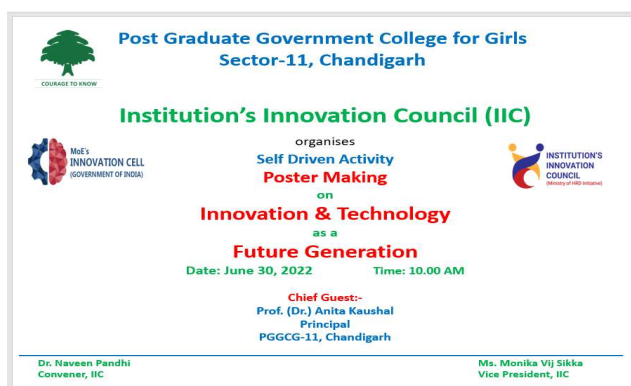 Post Graduate Government College for Girls
Sector-11, Chandigarh
COURAGE TO KNOW
Institution's Innovation Council (IIC)
organises
MoE's
INNOVATION CELL
(GOVERNMENT OF INDIA)
Self Driven Activity
Poster Making
on
Innovation & Technology
as a
Future Generation
INSTITUTION'S
INNOVATION
COUNCIL
(Ministry of HRD Initiative)
Date: June 30, 2022 Time: 10.00 AM
Chief Guest:-
Prof. (Dr.) Anita Kaushal
Principal
PGGCG-11, Chandigarh
Dr. Naveen Pandhi
Convener, IIC
Ms. Monika Vij Sikka
Vice President, IIC